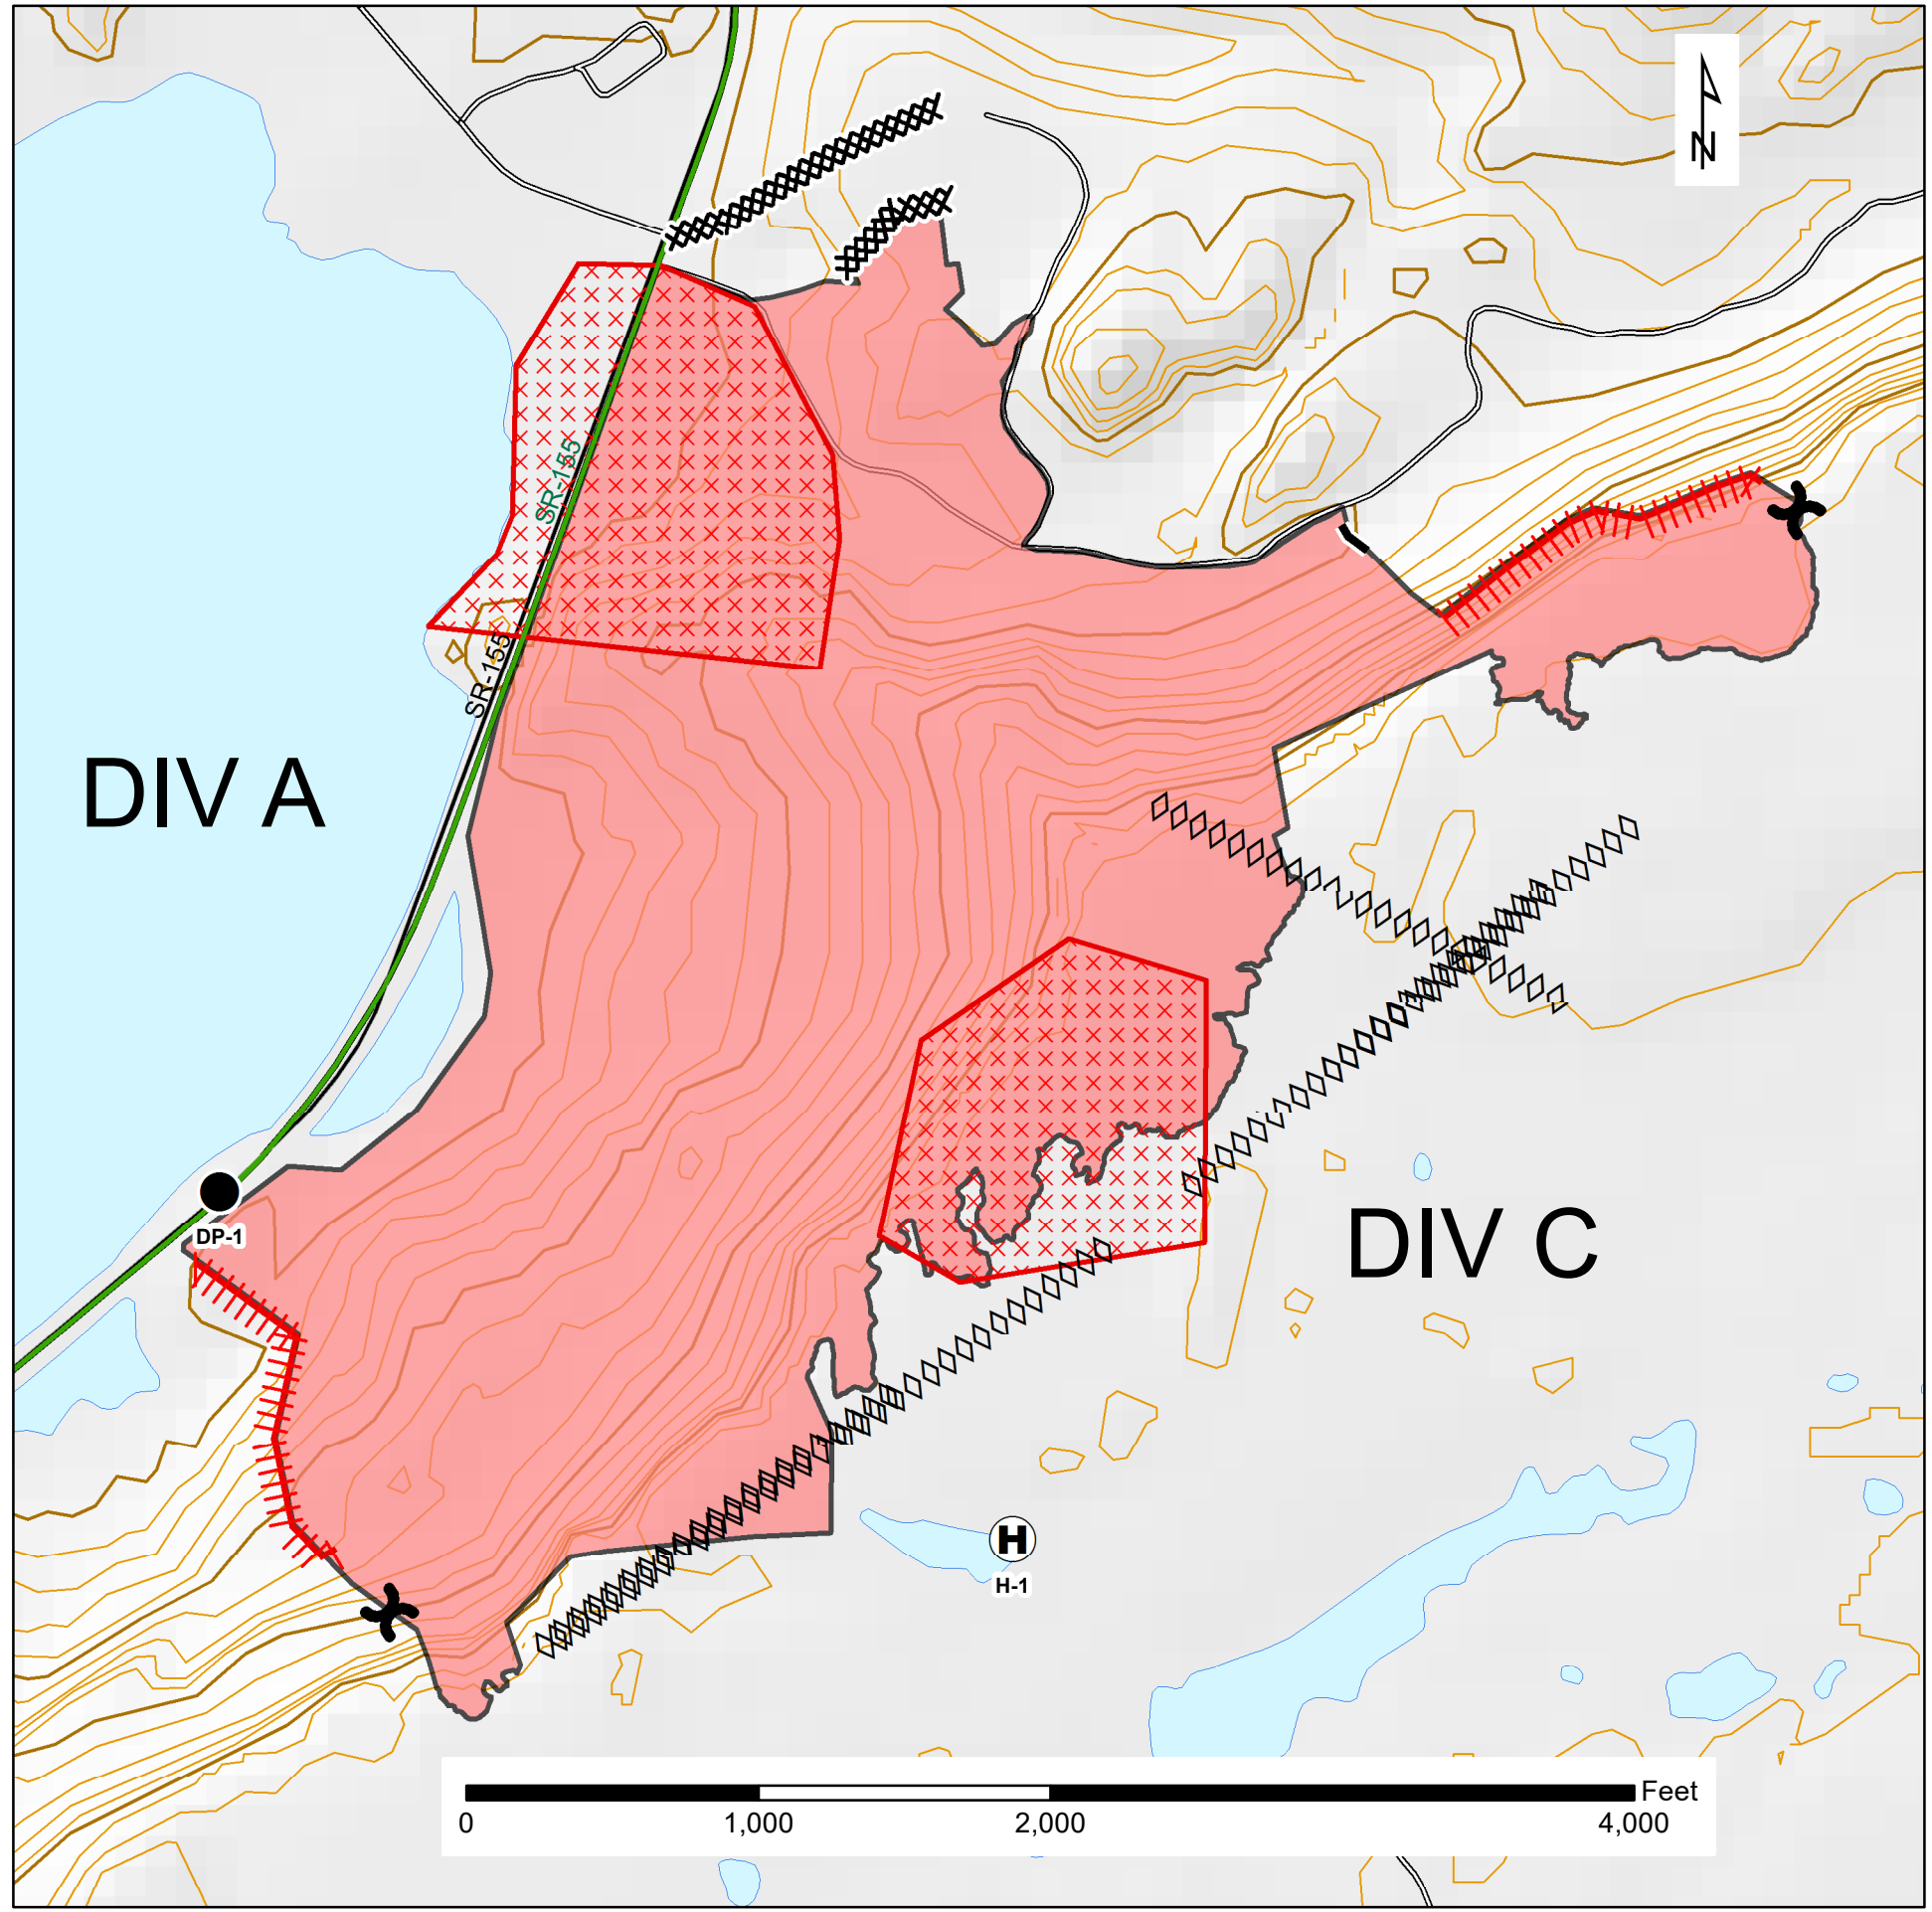 N
SR-155
SR-155
DIV A
DP-1
DIV C
H
H-1
Feet
0 1,000 2,000 4,000